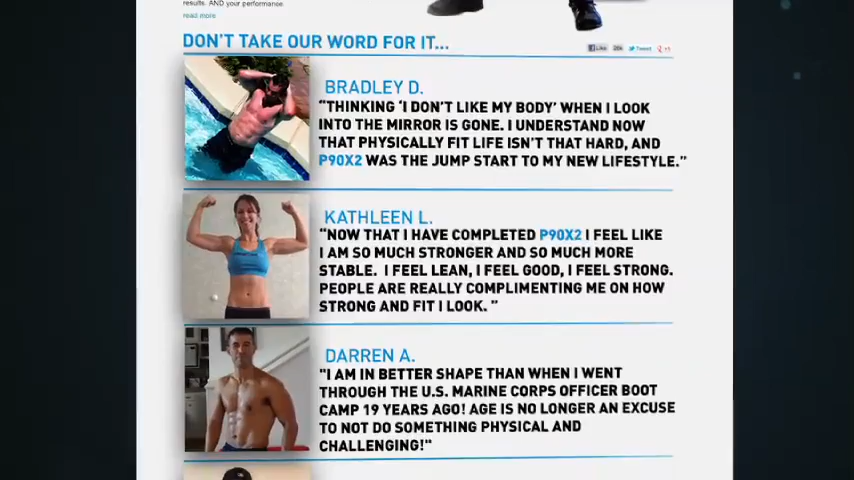 results. AND your performance
read more
DON'T TAKE OUR WORD FOR IT...
Like
Tweet
+1
BRADLEY D.
"THINKING 'I DON'T LIKE MY BODY' WHEN I LOOK
INTO THE MIRROR IS GONE. I UNDERSTAND NOW
THAT PHYSICALLY FIT LIFE ISN'T THAT HARD, AND
P90X2 WAS THE JUMP START TO MY NEW LIFESTYLE."
KATHLEEN L.
"NOW THAT I HAVE COMPLETED P90X2 I FEEL LIKE
I AM SO MUCH STRONGER AND SO MUCH MORE
STABLE. I FEEL LEAN, I FEEL GOOD, I FEEL STRONG.
PEOPLE ARE REALLY COMPLIMENTING ME ON HOW
STRONG AND FIT I LOOK. "
DARREN A.
"I AM IN BETTER SHAPE THAN WHEN I WENT
THROUGH THE U.S. MARINE CORPS OFFICER BOOT
CAMP 19 YEARS AGO! AGE IS NO LONGER AN EXCUSE
TO NOT DO SOMETHING PHYSICAL AND
CHALLENGING!"